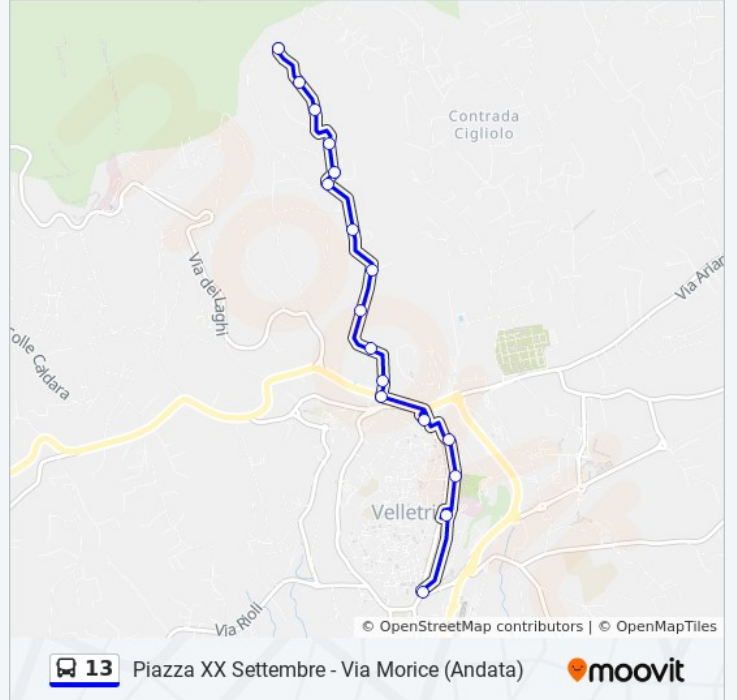 Contrada
Cigliolo
Via Arian
Via dei Laghi
olle Caldara
Velletri
Via Rioli
© OpenStreetMap contributors | © OpenMapTiles
13 Piazza XX Settembre - Via Morice (Andata) moovit